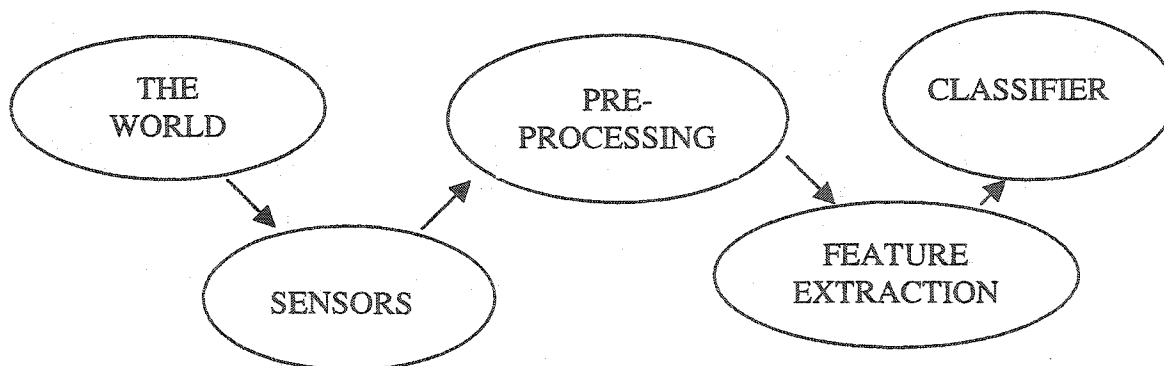 THE
WORLD
SENSORS
PRE-
PROCESSING
FEATURE
EXTRACTION
CLASSIFIER